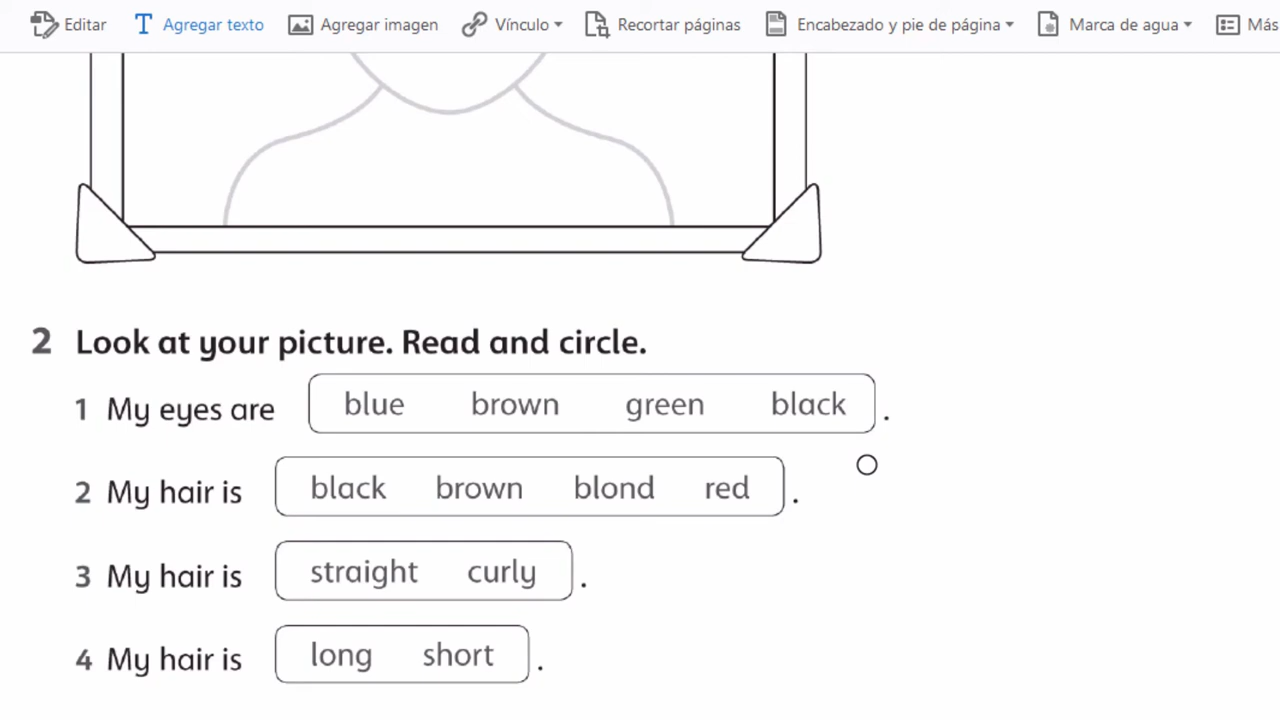 Editar Agregar texto Agregar imagen Vínculo Recortar páginas Encabezado y pie de página Marca de agua Más
2 Look at your picture. Read and circle.
1 My eyes are blue brown green black .
2 My hair is black brown blond red .
3 My hair is straight curly .
4 My hair is long short .